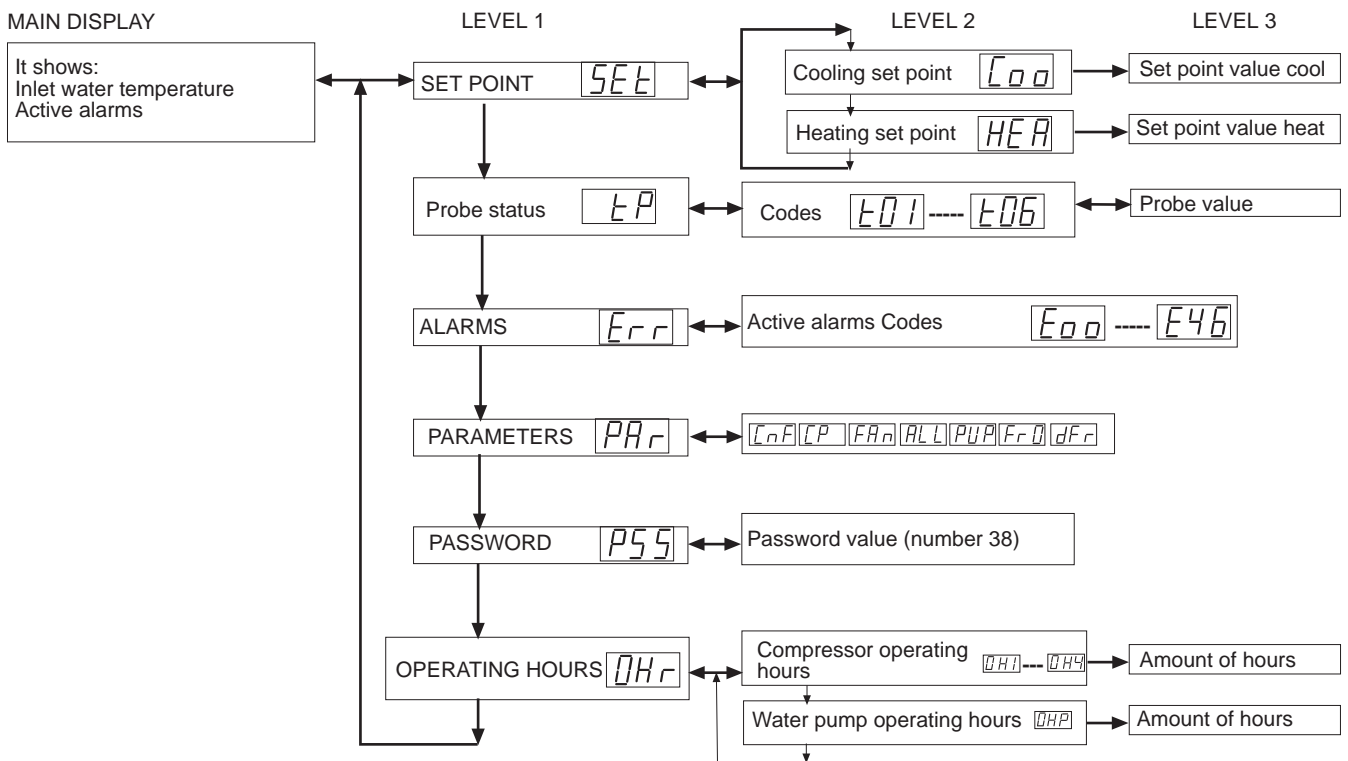 MAIN DISPLAY
LEVEL 1
LEVEL 2
LEVEL 3
It shows:
Inlet water temperature
Active alarms
SET POINT SEt
Cooling set point Coo
Set point value cool
Heating set point HEA
Set point value heat
Probe status tP
Codes t01 ----- t06
Probe value
ALARMS Err
Active alarms Codes Eoo ----- E46
PARAMETERS PAr
CnF CP FAn ALL PUP Fr0 dFr
PASSWORD PSS
Password value (number 38)
OPERATING HOURS OHr
Compressor operating
hours OH1 --- OH4
Amount of hours
Water pump operating hours OHP
Amount of hours